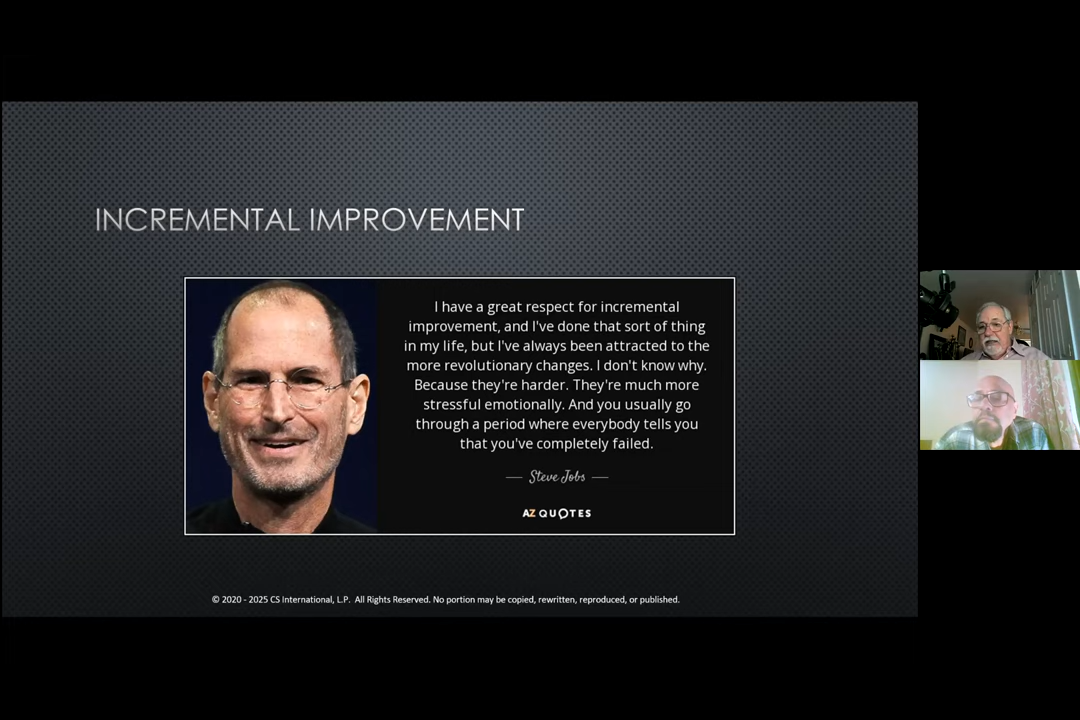 INCREMENTAL IMPROVEMENT
I have a great respect for incremental
improvement, and I've done that sort of thing
in my life, but I've always been attracted to the
more revolutionary changes. I don't know why.
Because they're harder. They're much more
stressful emotionally. And you usually go
through a period where everybody tells you
that you've completely failed.
— Steve Jobs —
AZ QUOTES
© 2020 - 2025 CS International, L.P. All Rights Reserved. No portion may be copied, rewritten, reproduced, or published.